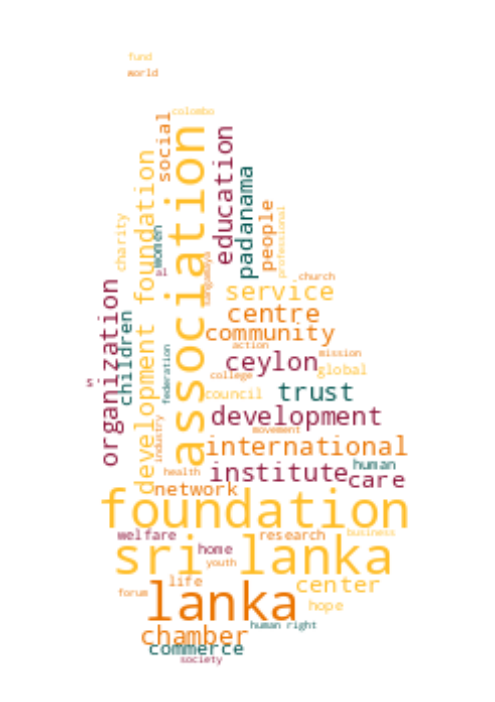 fund
world
colombo
social
association
education
development foundation
padanama
people
professional
charity
women
al
sangamaya
church
service
organization
children
centre
community
action
mission
s'
federation
ceylon
global
college
council
trust
development
movement
industry
international
human
health
institute
care
network
foundation
welfare
research
business
sri lanka
home
youth
life
center
forum
lanka
hope
human right
chamber
commerce
society